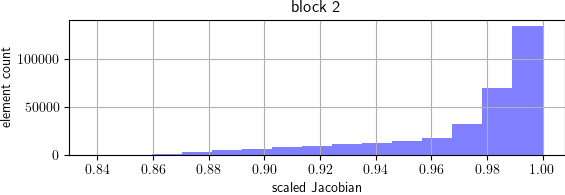 block 2
element count
100000
50000
0
0.84 0.86 0.88 0.90 0.92 0.94 0.96 0.98 1.00
scaled Jacobian